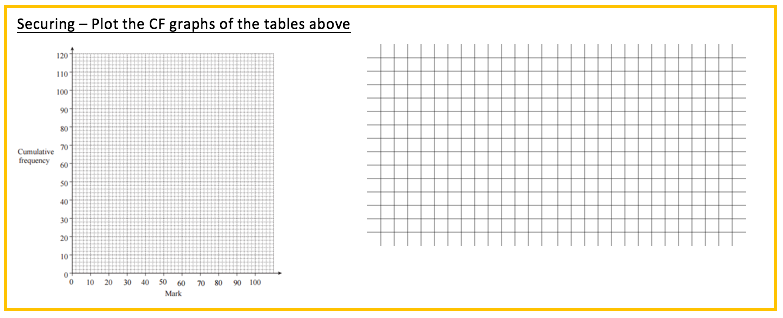 Securing – Plot the CF graphs of the tables above
120
110
100
90
80
Cumulative
frequency
70
60
50
40
30
20
10
0
0 10 20 30 40 50 60 70 80 90 100
Mark